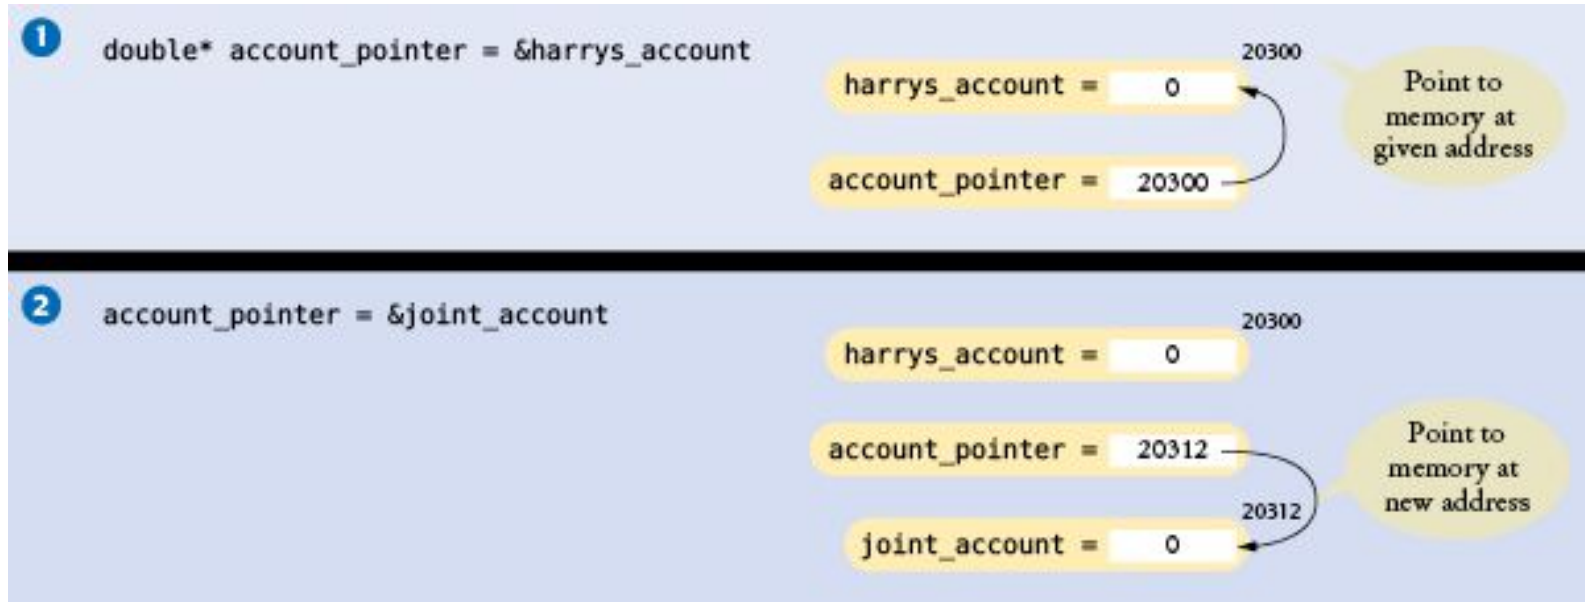 1
double* account_pointer = &harrys_account
20300
harrys_account = 0
account_pointer = 20300
Point to
memory at
given address
2
account_pointer = &joint_account
20300
harrys_account = 0
account_pointer = 20312
20312
joint_account = 0
Point to
memory at
new address